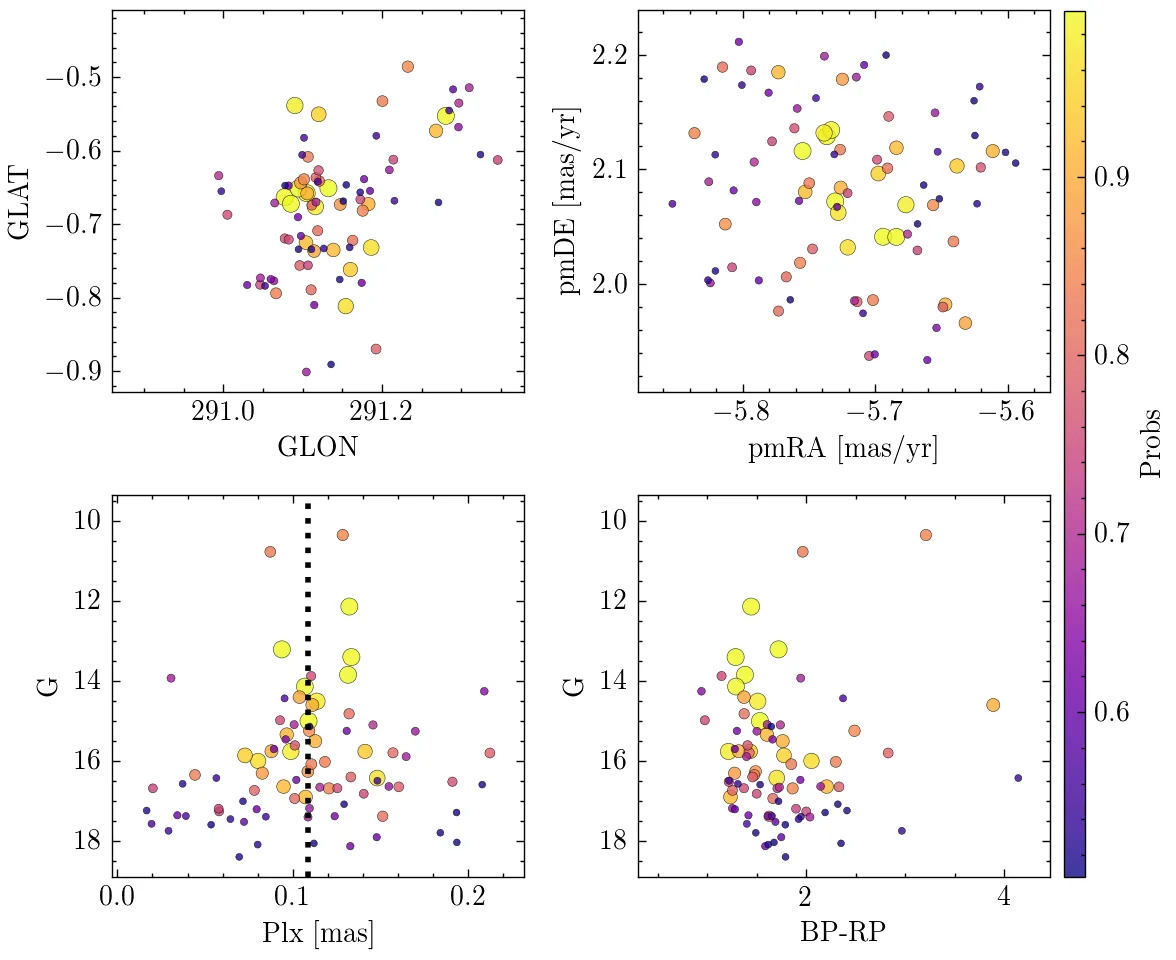 −0.5
−0.6
−0.7
−0.8
−0.9
GLAT
291.0 291.2
GLON
2.2
2.1
2.0
pmDE [mas/yr]
−5.8 −5.7 −5.6
pmRA [mas/yr]
0.9
0.8
0.7
0.6
Probs
10
12
14
16
18
G
0.0 0.1 0.2
Plx [mas]
10
12
14
16
18
G
2 4
BP-RP